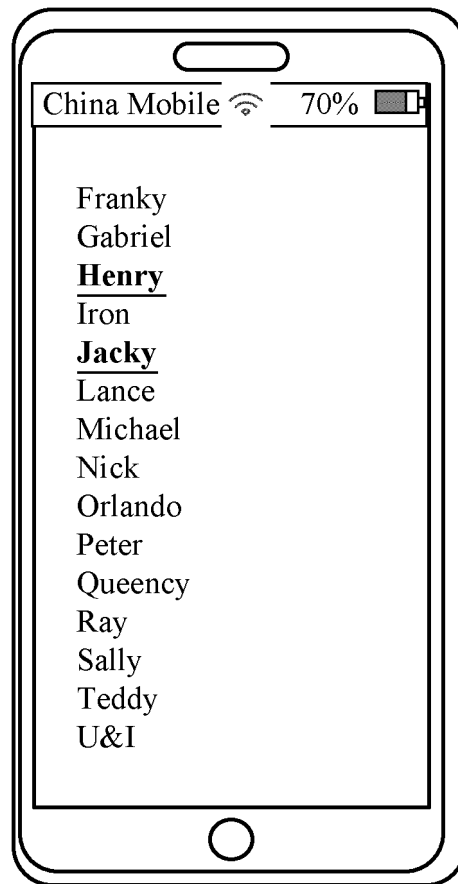 China Mobile 70%
Franky
Gabriel
Henry
Iron
Jacky
Lance
Michael
Nick
Orlando
Peter
Queency
Ray
Sally
Teddy
U&I